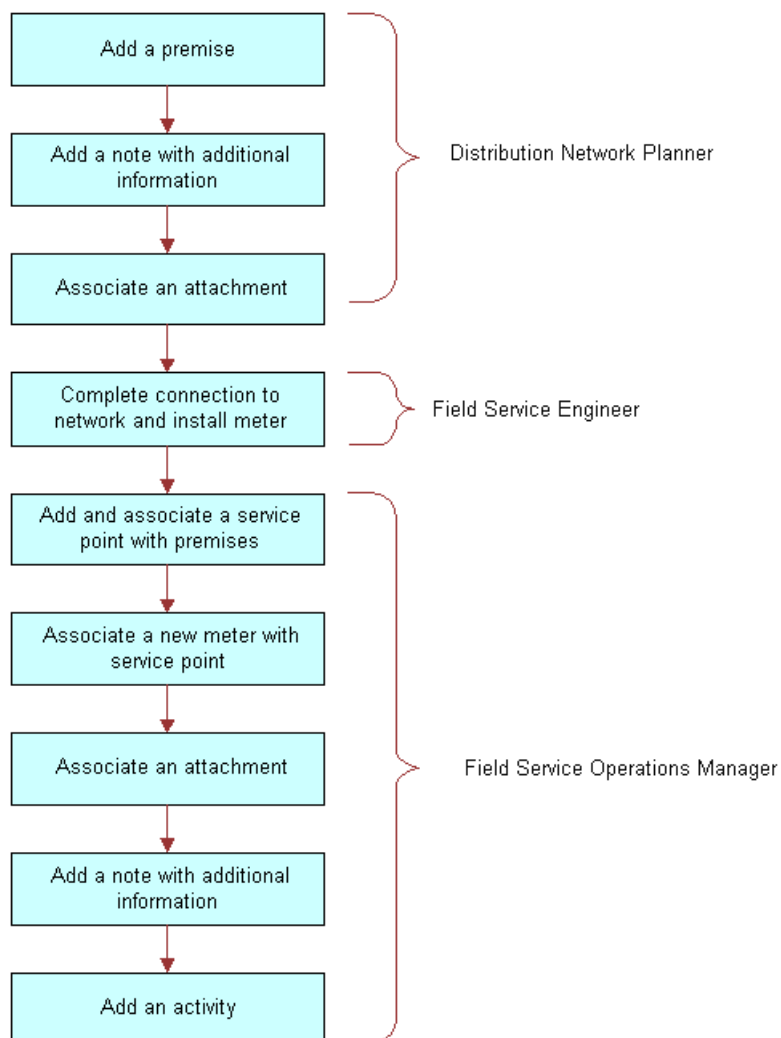 Add a premise
Add a note with additional
information
Distribution Network Planner
Associate an attachment
Complete connection to
network and install meter
Field Service Engineer
Add and associate a service
point with premises
Associate a new meter with
service point
Associate an attachment
Field Service Operations Manager
Add a note with additional
information
Add an activity